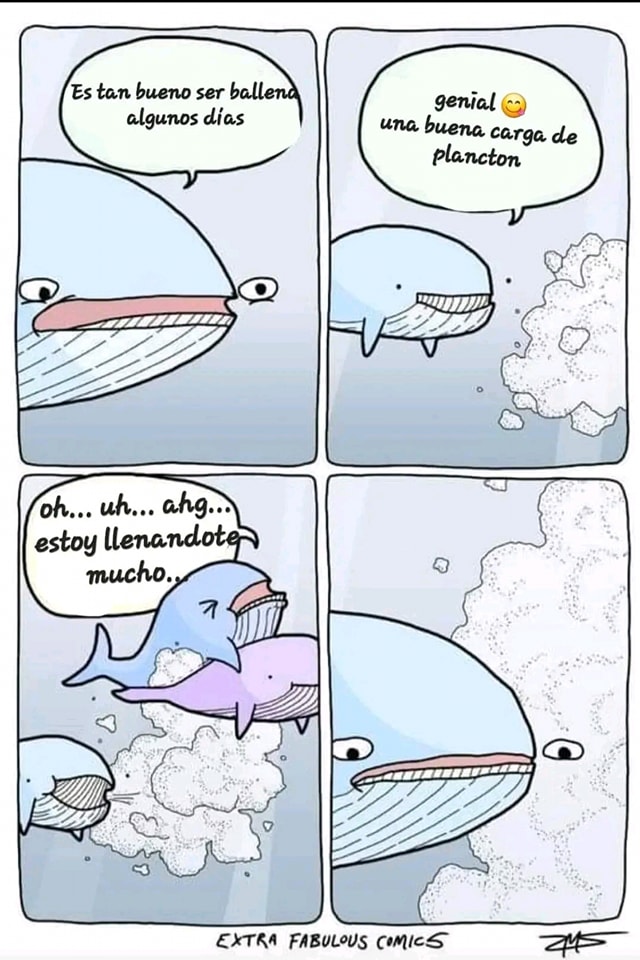 Es tan bueno ser ballena
algunos días
genial 😋
una buena carga de
plancton
oh... uh... ahg...
estoy llenandote
mucho...
EXTRA FABULOUS COMICS
ZMS